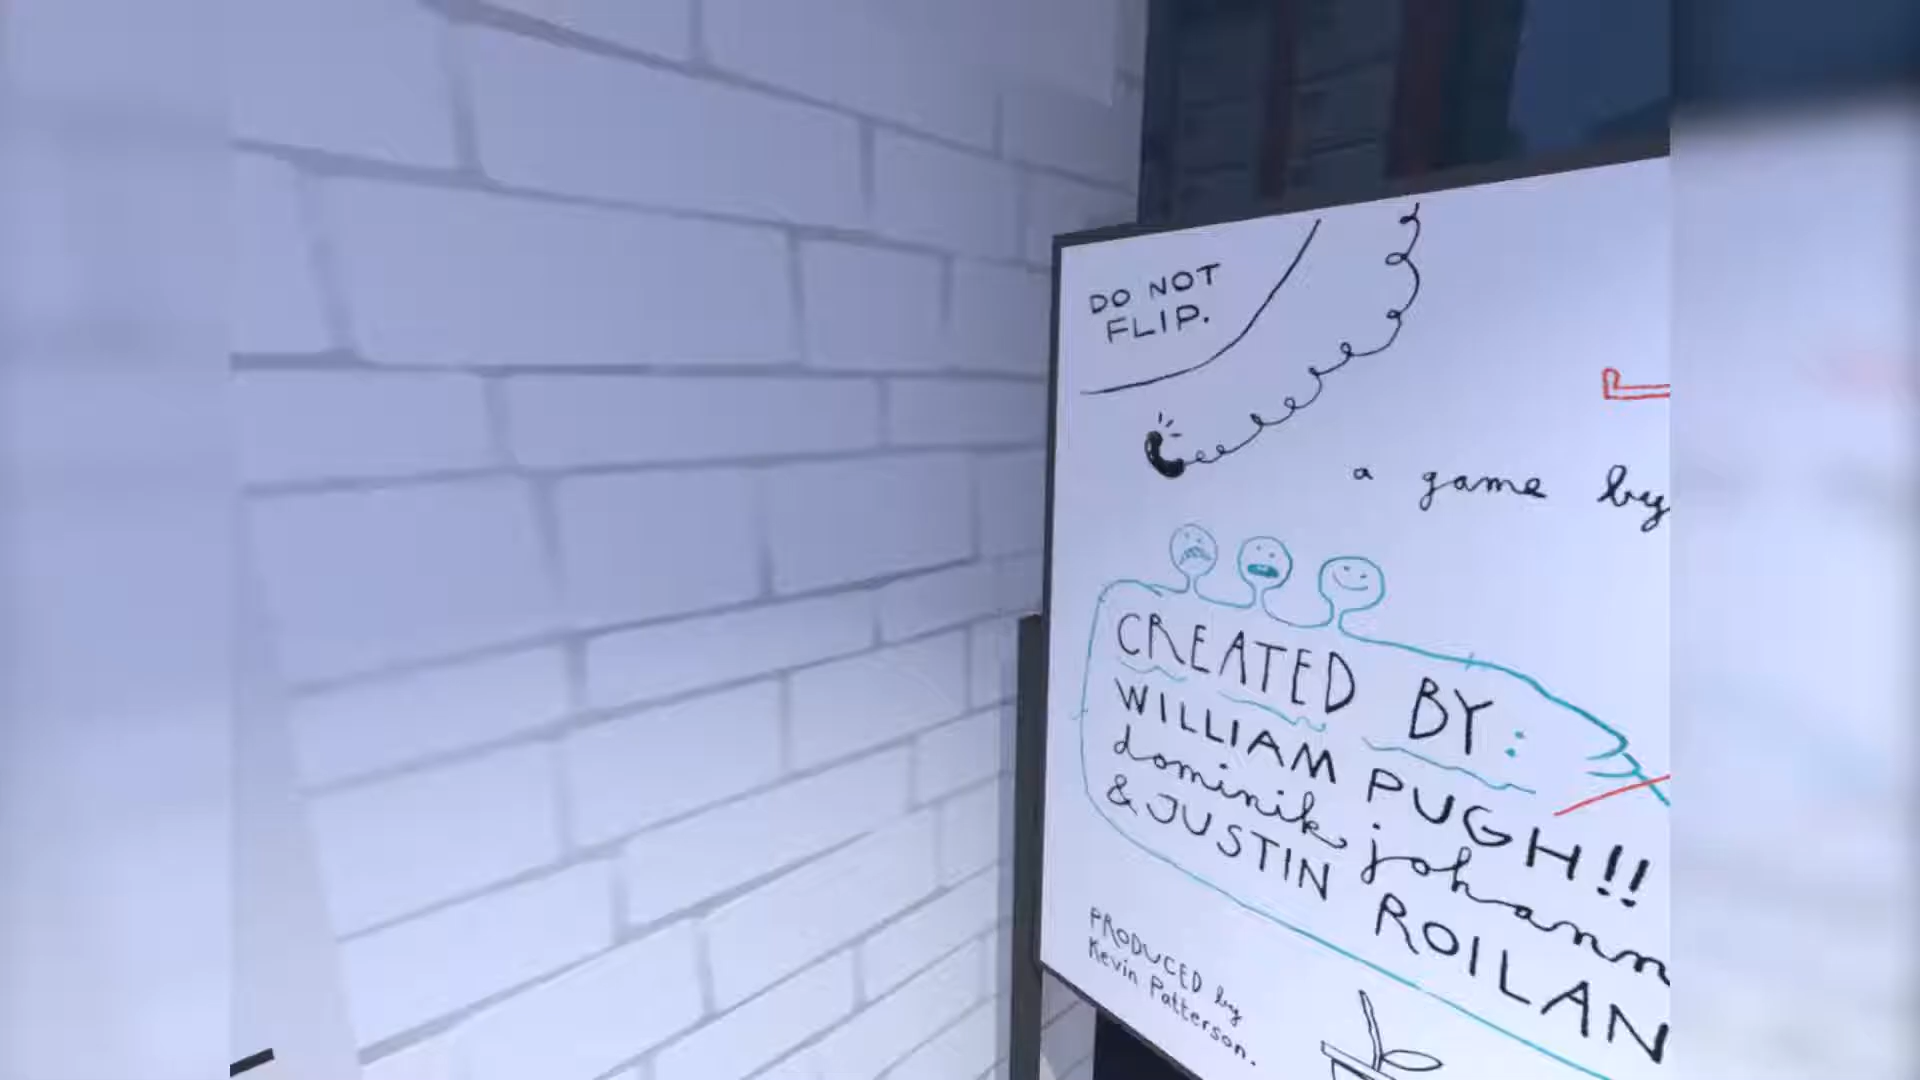 DO NOT
FLIP.
a game by
CREATED BY:
WILLIAM PUGH!!
dominik johann
& JUSTIN ROILAN
PRODUCED by
Kevin Patterson.